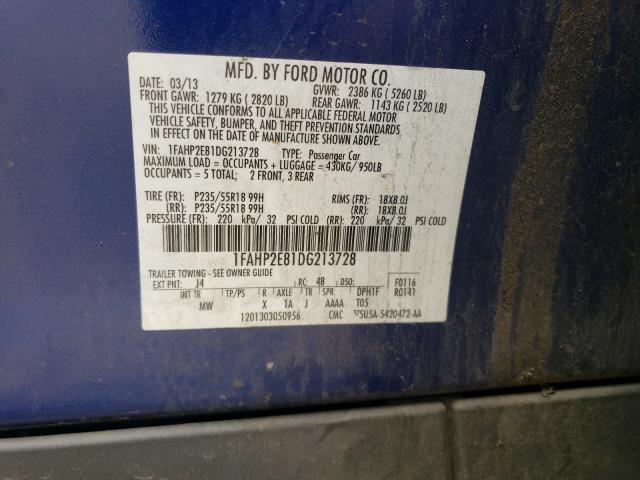 MFD. BY FORD MOTOR CO.
DATE: 03/13 GVWR: 2386 KG ( 5260 LB)
FRONT GAWR: 1279 KG ( 2820 LB) REAR GAWR: 1143 KG ( 2520 LB)
THIS VEHICLE CONFORMS TO ALL APPLICABLE FEDERAL MOTOR
VEHICLE SAFETY, BUMPER, AND THEFT PREVENTION STANDARDS
IN EFFECT ON THE DATE OF MANUFACTURE SHOWN ABOVE.
VIN: 1FAHP2E81DG213728 TYPE: Passenger Car
MAXIMUM LOAD = OCCUPANTS + LUGGAGE = 430KG/950LB
OCCUPANTS = 5 TOTAL; 2 FRONT, 3 REAR
TIRE (FR): P235/55R18 99H RIMS (FR): 18X8.0J
(RR): P235/55R18 99H (RR): 18X8.0J
PRESSURE (FR): 220 kPa/ 32 PSI COLD (RR): 220 kPa/ 32 PSI COLD
1FAHP2E81DG213728
TRAILER TOWING - SEE OWNER GUIDE
EXT PNT: J4 RC: 48 DSO: F0116
INT TR TP/PS R AXLE TR SPR DPH1F R0141
MW X 1A J AAAA T05
1201303050956 CMC 5U5A-5420472-AA